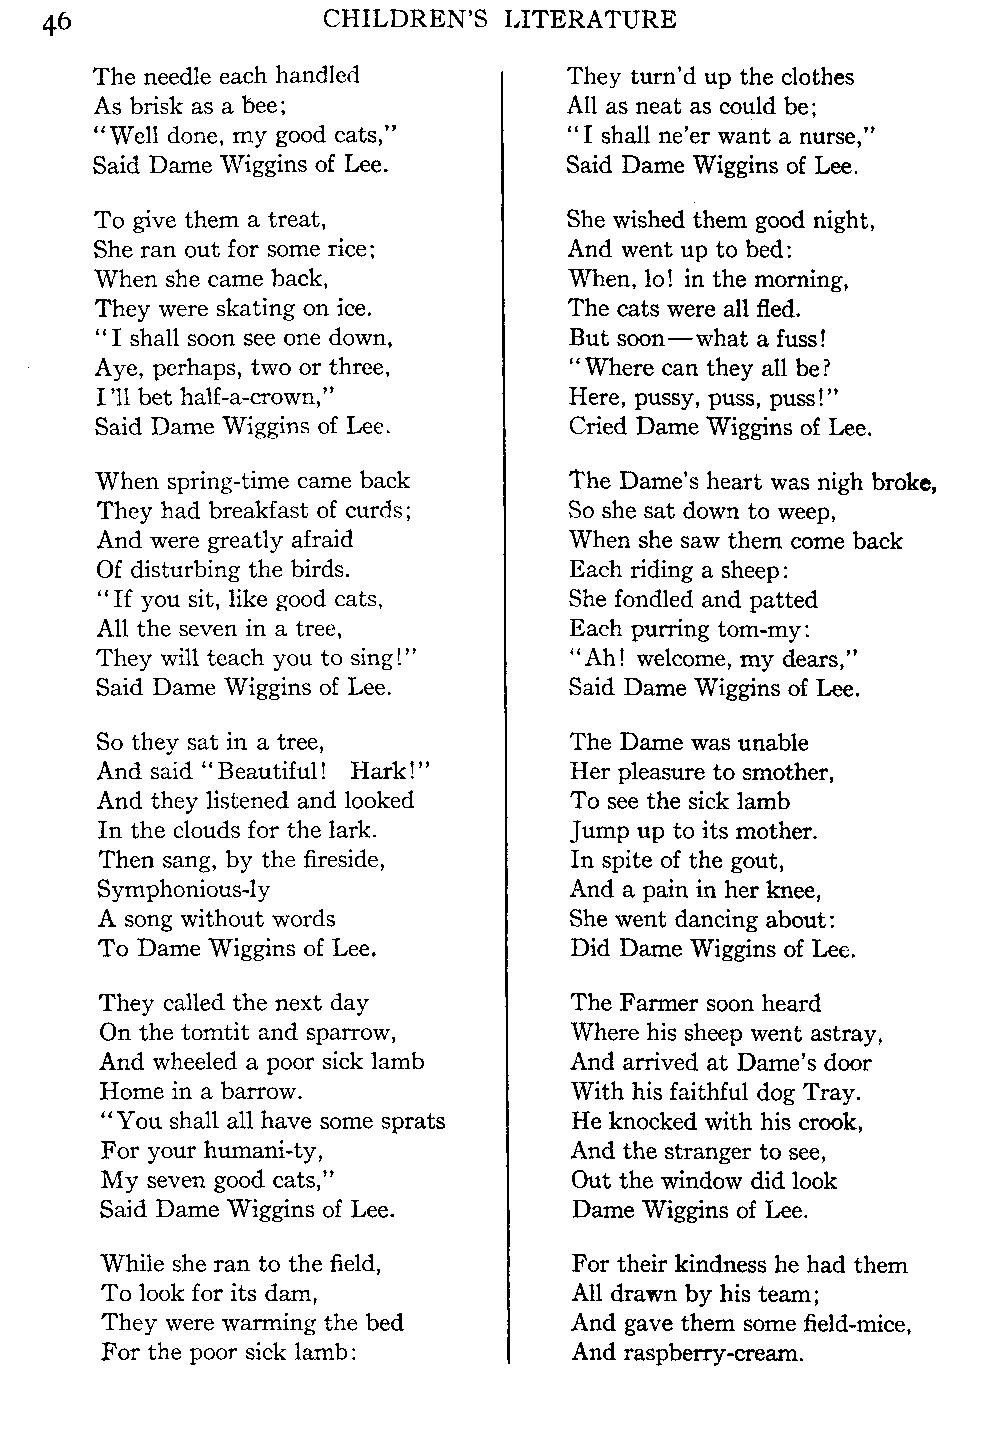 46
CHILDREN'S LITERATURE
The needle each handled
As brisk as a bee;
"Well done, my good cats,"
Said Dame Wiggins of Lee.
To give them a treat,
She ran out for some rice;
When she came back,
They were skating on ice.
"I shall soon see one down,
Aye, perhaps, two or three,
I'll bet half-a-crown,"
Said Dame Wiggins of Lee.
When spring-time came back
They had breakfast of curds;
And were greatly afraid
Of disturbing the birds.
"If you sit, like good cats,
All the seven in a tree,
They will teach you to sing!"
Said Dame Wiggins of Lee.
So they sat in a tree,
And said "Beautiful! Hark!"
And they listened and looked
In the clouds for the lark.
Then sang, by the fireside,
Symphonious-ly
A song without words
To Dame Wiggins of Lee.
They called the next day
On the tomtit and sparrow,
And wheeled a poor sick lamb
Home in a barrow.
"You shall all have some sprats
For your humani-ty,
My seven good cats,"
Said Dame Wiggins of Lee.
While she ran to the field,
To look for its dam,
They were warming the bed
For the poor sick lamb:
They turn'd up the clothes
All as neat as could be;
"I shall ne'er want a nurse,"
Said Dame Wiggins of Lee.
She wished them good night,
And went up to bed:
When, lo! in the morning,
The cats were all fled.
But soon—what a fuss!
"Where can they all be?
Here, pussy, puss, puss!"
Cried Dame Wiggins of Lee.
The Dame's heart was nigh broke,
So she sat down to weep,
When she saw them come back
Each riding a sheep:
She fondled and patted
Each purring tom-my:
"Ah! welcome, my dears,"
Said Dame Wiggins of Lee.
The Dame was unable
Her pleasure to smother,
To see the sick lamb
Jump up to its mother.
In spite of the gout,
And a pain in her knee,
She went dancing about:
Did Dame Wiggins of Lee.
The Farmer soon heard
Where his sheep went astray,
And arrived at Dame's door
With his faithful dog Tray.
He knocked with his crook,
And the stranger to see,
Out the window did look
Dame Wiggins of Lee.
For their kindness he had them
All drawn by his team;
And gave them some field-mice,
And raspberry-cream.